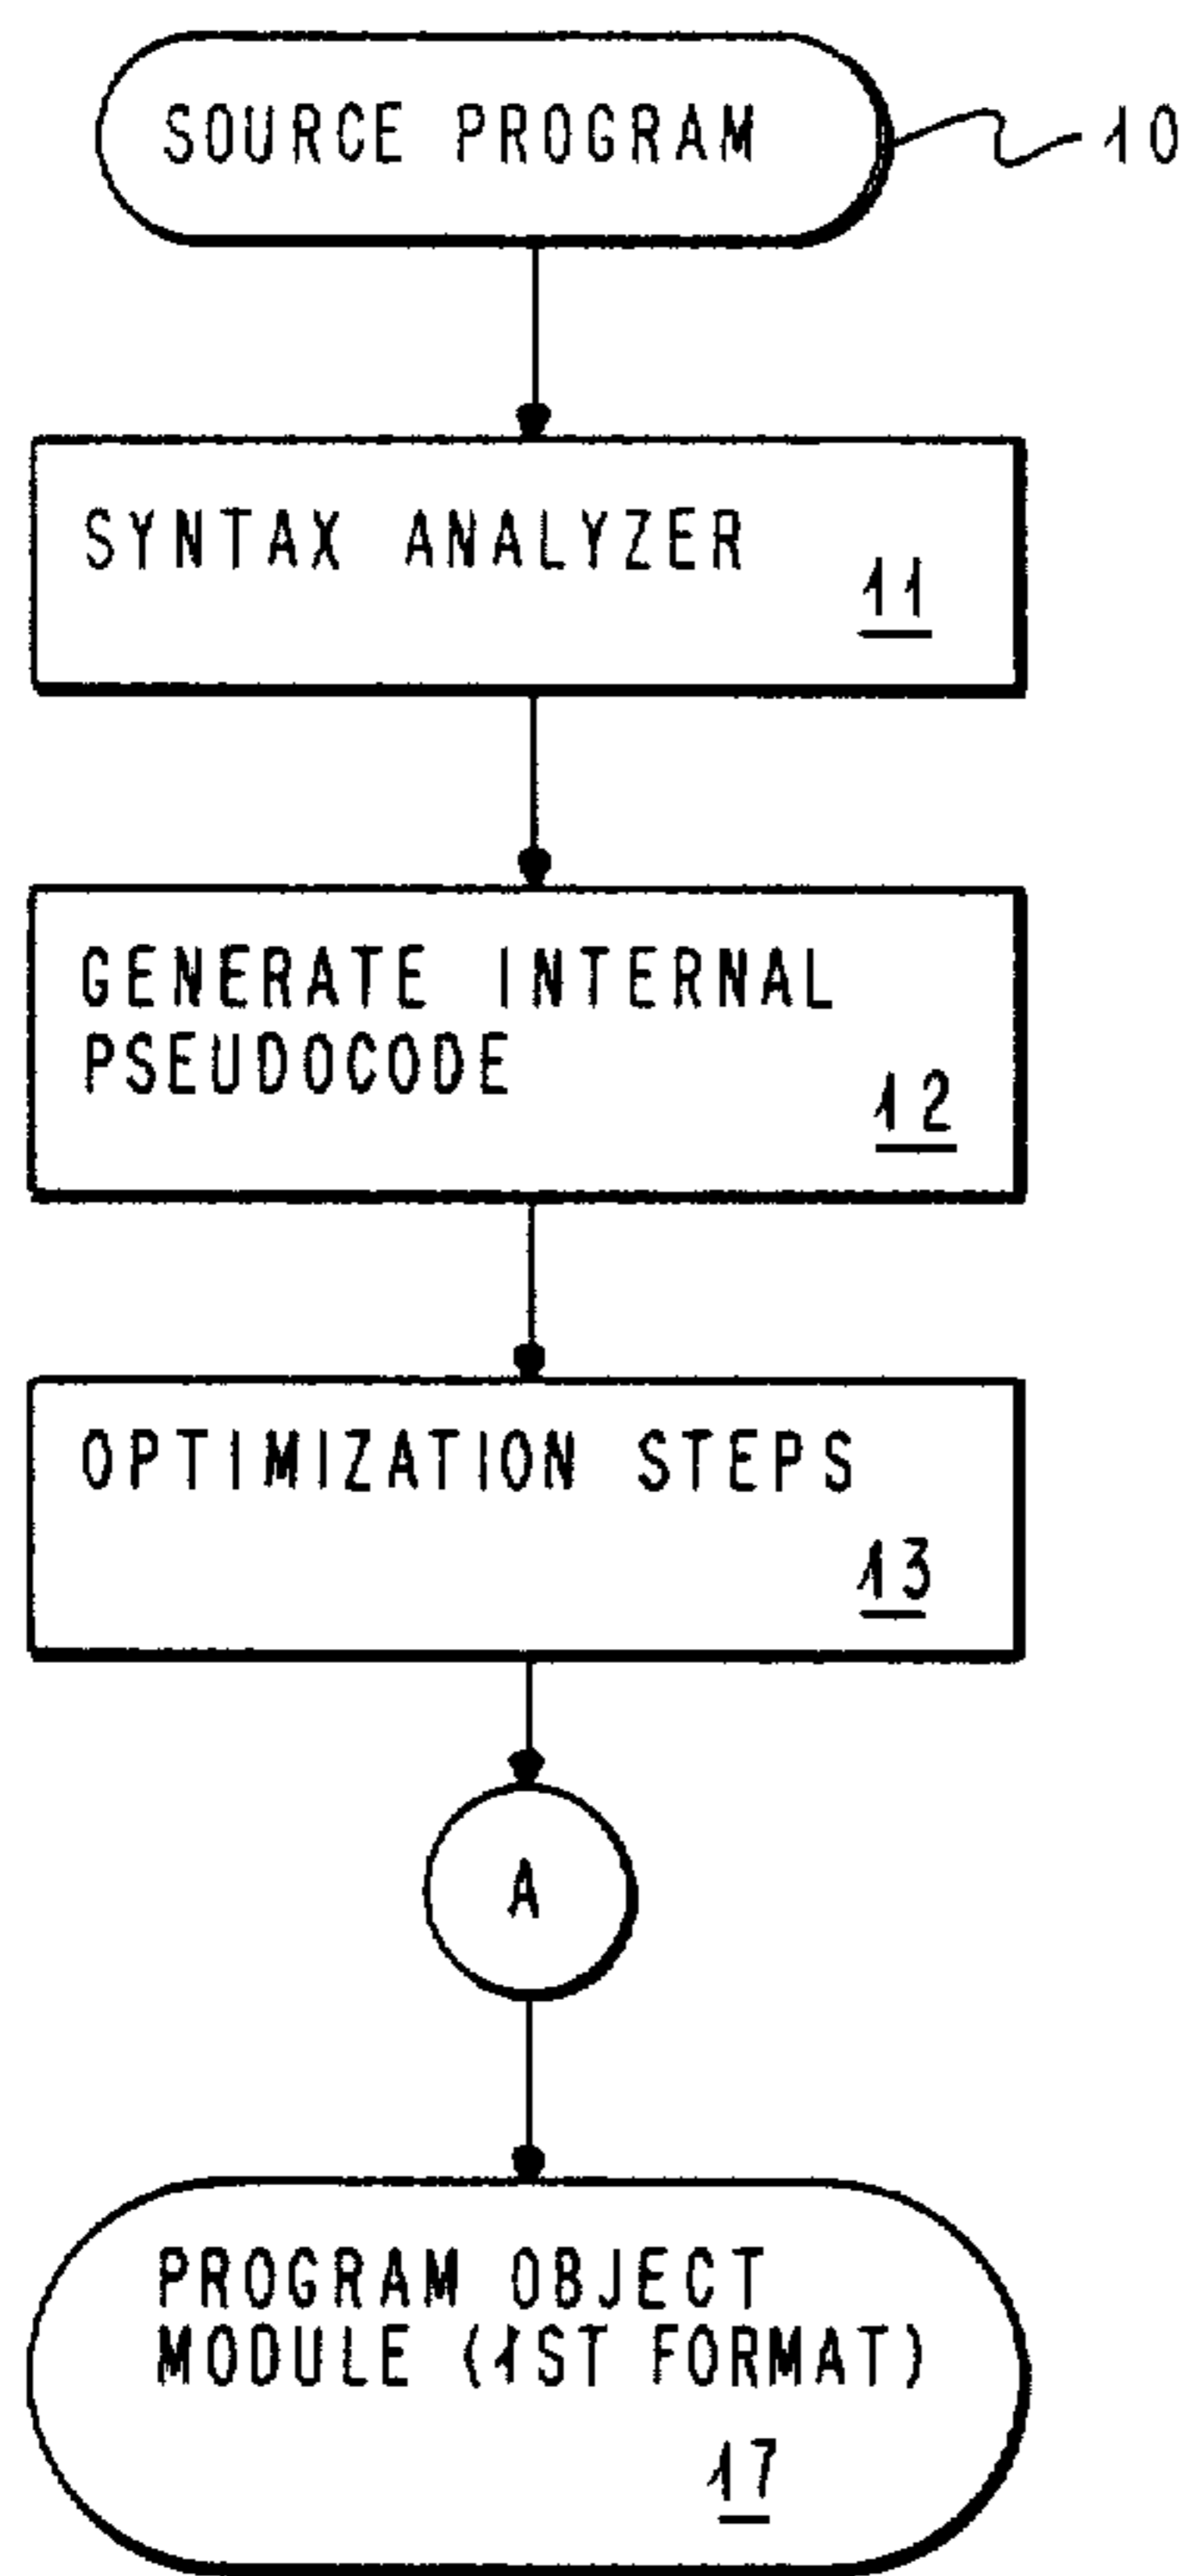 SOURCE PROGRAM
10
SYNTAX ANALYZER
11
GENERATE INTERNAL
PSEUDOCODE
12
OPTIMIZATION STEPS
13
A
PROGRAM OBJECT
MODULE (1ST FORMAT)
17